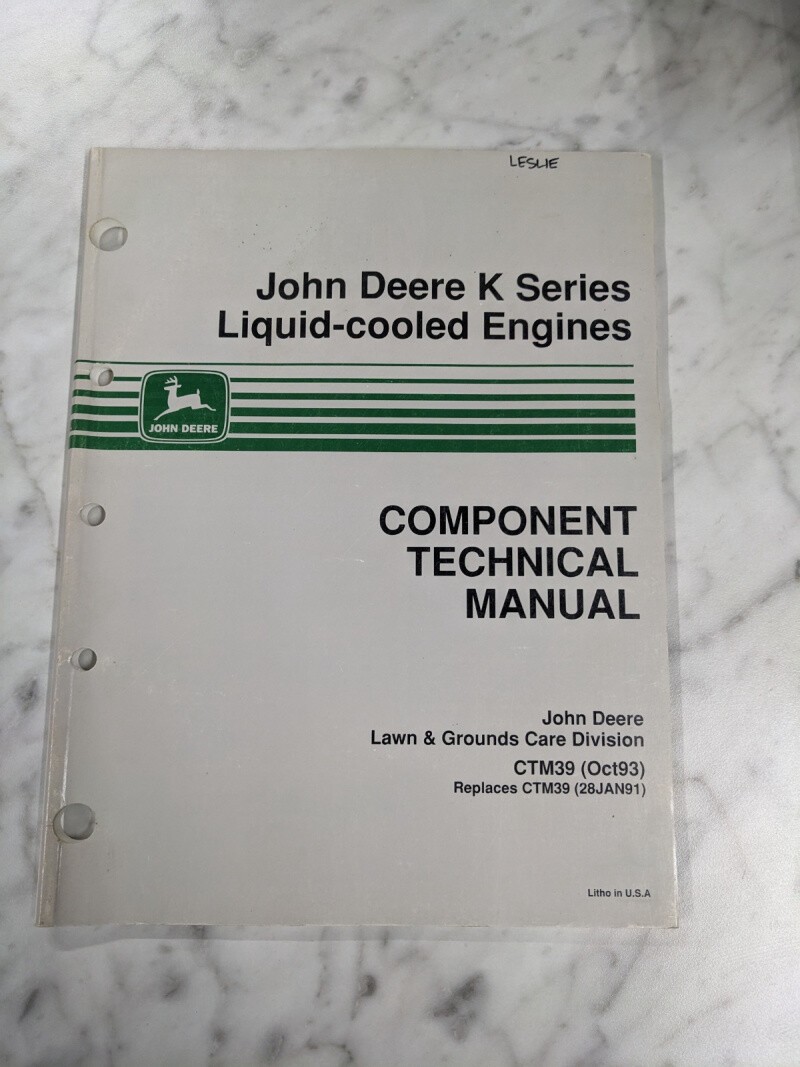 LESLIE
John Deere K Series
Liquid-cooled Engines
JOHN DEERE
COMPONENT
TECHNICAL
MANUAL
John Deere
Lawn & Grounds Care Division
CTM39 (Oct93)
Replaces CTM39 (28JAN91)
Litho in U.S.A